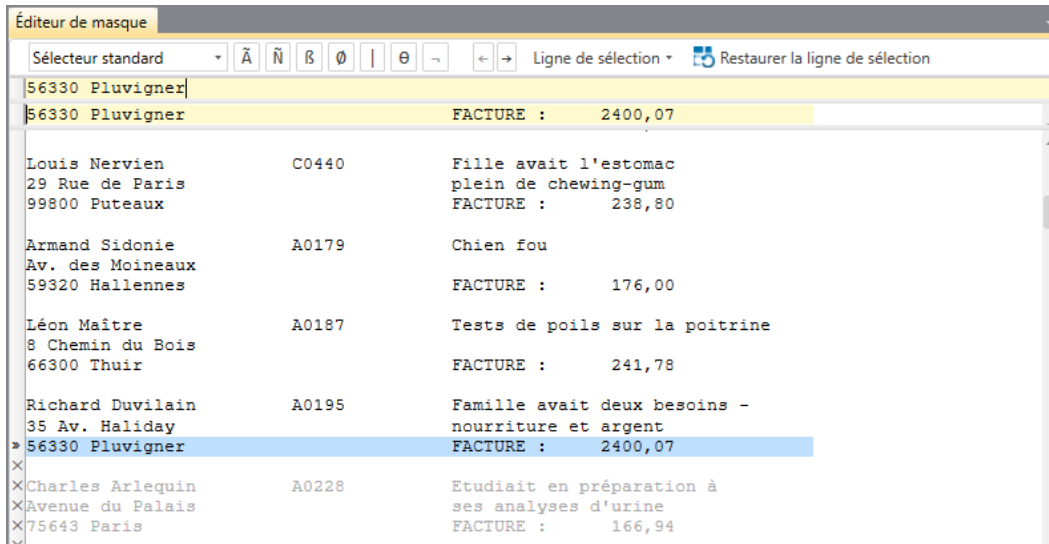 Éditeur de masque
Sélecteur standard Ã Ñ ß Ø | Θ ¬ ← → Ligne de sélection Restaurer la ligne de sélection
56330 Pluvigner
56330 Pluvigner FACTURE : 2400,07
Louis Nervien C0440 Fille avait l'estomac
29 Rue de Paris plein de chewing-gum
99800 Puteaux FACTURE : 238,80
Armand Sidonie A0179 Chien fou
Av. des Moineaux
59320 Hallennes FACTURE : 176,00
Léon Maître A0187 Tests de poils sur la poitrine
8 Chemin du Bois
66300 Thuir FACTURE : 241,78
Richard Duvilain A0195 Famille avait deux besoins -
35 Av. Haliday nourriture et argent
» 56330 Pluvigner FACTURE : 2400,07
Charles Arlequin A0228 Etudiait en préparation à
Avenue du Palais ses analyses d'urine
75643 Paris FACTURE : 166,94